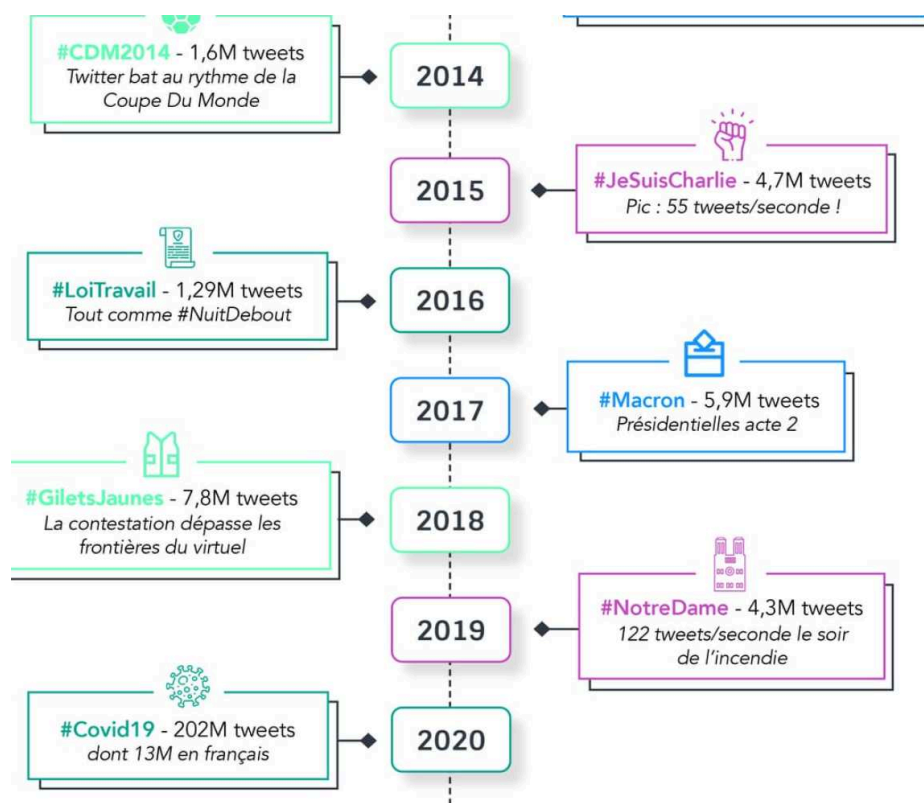 #CDM2014 - 1,6M tweets
Twitter bat au rythme de la
Coupe Du Monde
2014
2015
#JeSuisCharlie - 4,7M tweets
Pic : 55 tweets/seconde !
#LoiTravail - 1,29M tweets
Tout comme #NuitDebout
2016
2017
#Macron - 5,9M tweets
Présidentielles acte 2
#GiletsJaunes - 7,8M tweets
La contestation dépasse les
frontières du virtuel
2018
2019
#NotreDame - 4,3M tweets
122 tweets/seconde le soir
de l'incendie
#Covid19 - 202M tweets
dont 13M en français
2020